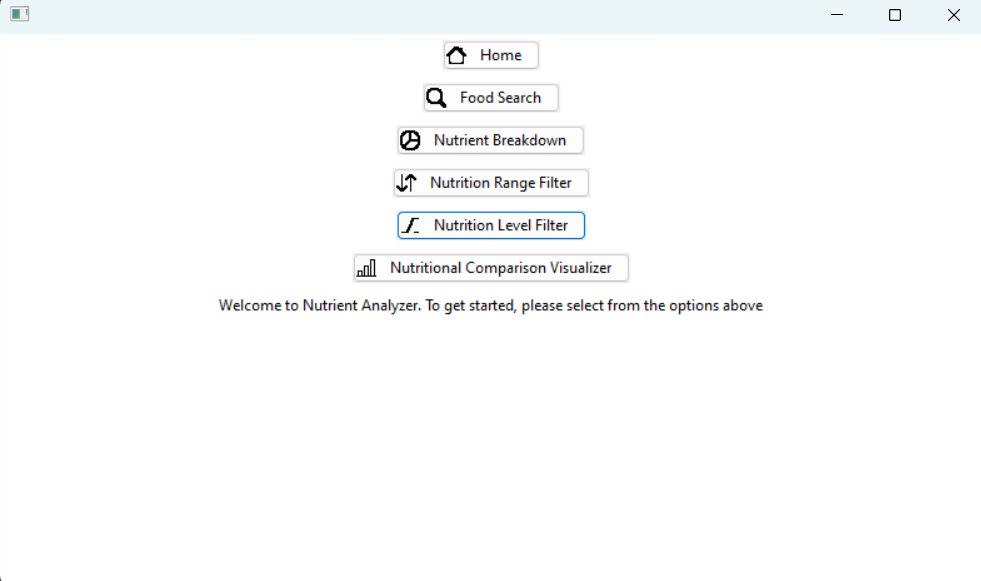 Home
Food Search
Nutrient Breakdown
Nutrition Range Filter
Nutrition Level Filter
Nutritional Comparison Visualizer
Welcome to Nutrient Analyzer. To get started, please select from the options above